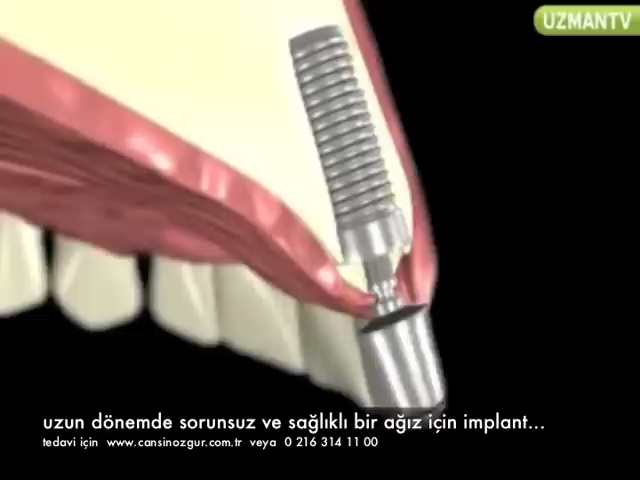 UZMANTV
uzun dönemde sorunsuz ve sağlıklı bir ağız için implant...
tedavi için www.cansinozgur.com.tr veya 0 216 314 11 00